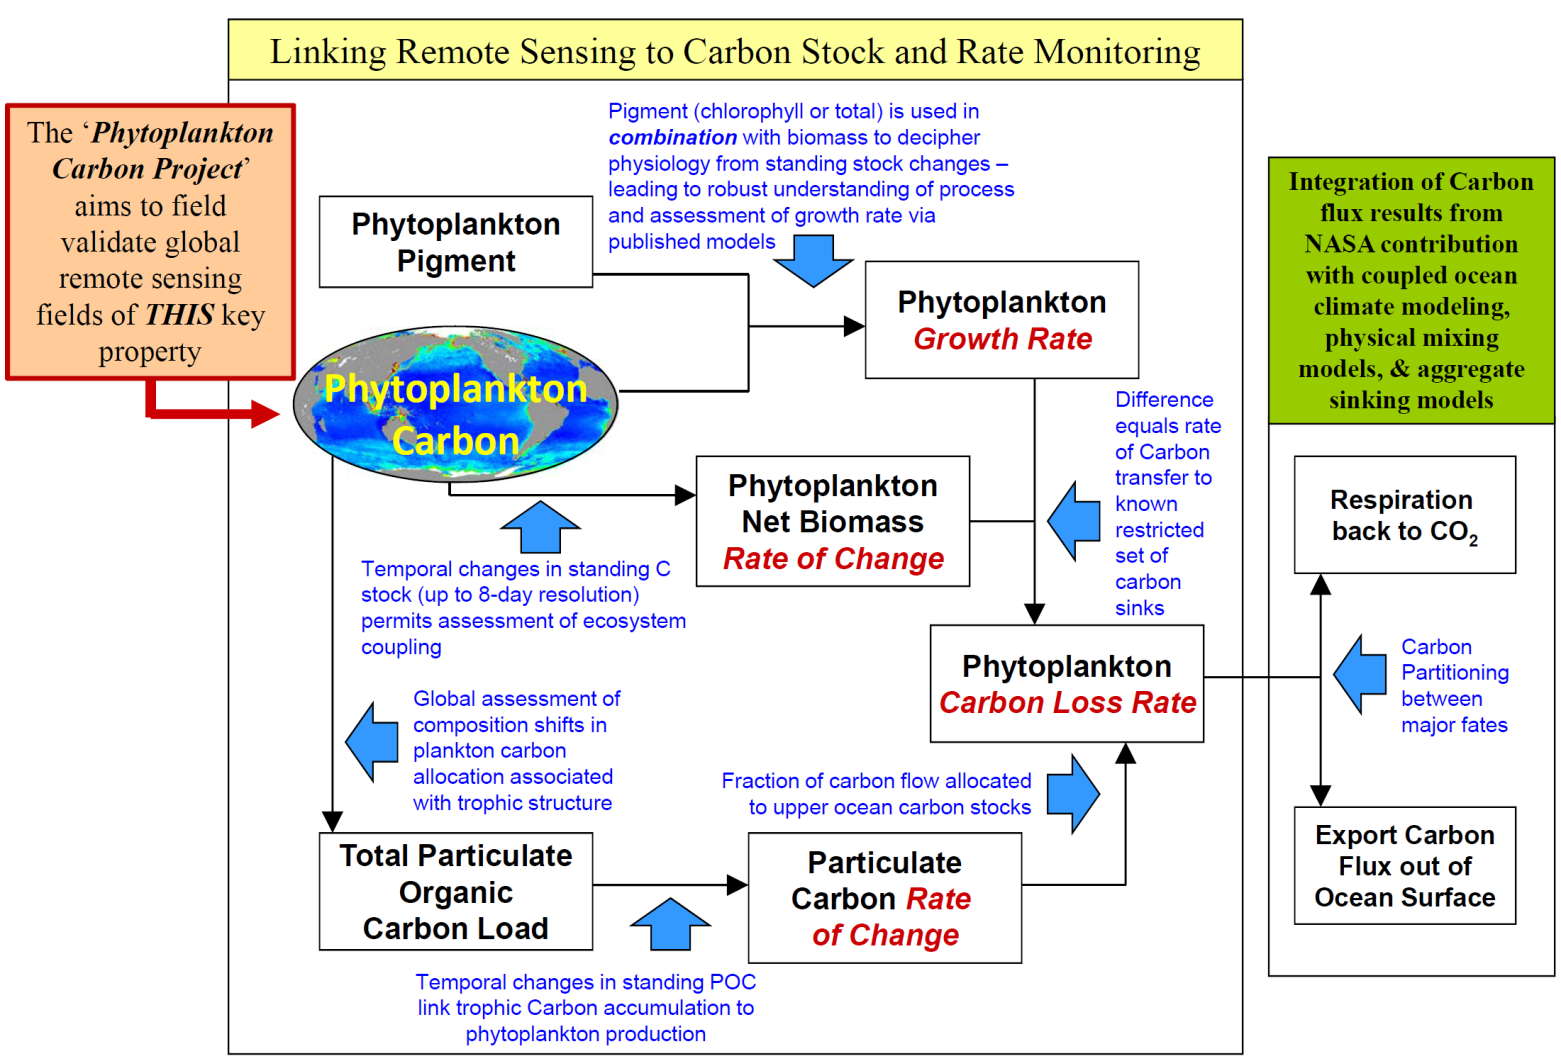 Linking Remote Sensing to Carbon Stock and Rate Monitoring
The ‘Phytoplankton
Carbon Project’
aims to field
validate global
remote sensing
fields of THIS key
property
Pigment (chlorophyll or total) is used in
combination with biomass to decipher
physiology from standing stock changes –
leading to robust understanding of process
and assessment of growth rate via
published models
Phytoplankton
Pigment
Phytoplankton
Growth Rate
Phytoplankton
Carbon
Difference
equals rate
of Carbon
transfer to
known
restricted
set of
carbon
sinks
Phytoplankton
Net Biomass
Rate of Change
Temporal changes in standing C
stock (up to 8-day resolution)
permits assessment of ecosystem
coupling
Phytoplankton
Carbon Loss Rate
Global assessment of
composition shifts in
plankton carbon
allocation associated
with trophic structure
Fraction of carbon flow allocated
to upper ocean carbon stocks
Total Particulate
Organic
Carbon Load
Particulate
Carbon Rate
of Change
Temporal changes in standing POC
link trophic Carbon accumulation to
phytoplankton production
Integration of Carbon
flux results from
NASA contribution
with coupled ocean
climate modeling,
physical mixing
models, & aggregate
sinking models
Respiration
back to CO₂
Carbon
Partitioning
between
major fates
Export Carbon
Flux out of
Ocean Surface